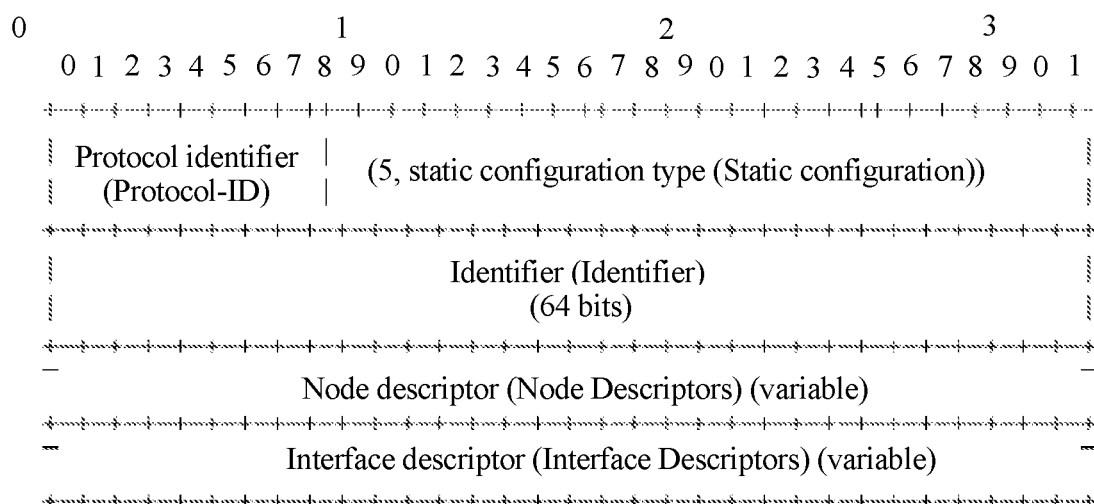 0 1 2 3
0 1 2 3 4 5 6 7 8 9 0 1 2 3 4 5 6 7 8 9 0 1 2 3 4 5 6 7 8 9 0 1
Protocol identifier
(Protocol-ID)
(5, static configuration type (Static configuration))
Identifier (Identifier)
(64 bits)
Node descriptor (Node Descriptors) (variable)
Interface descriptor (Interface Descriptors) (variable)